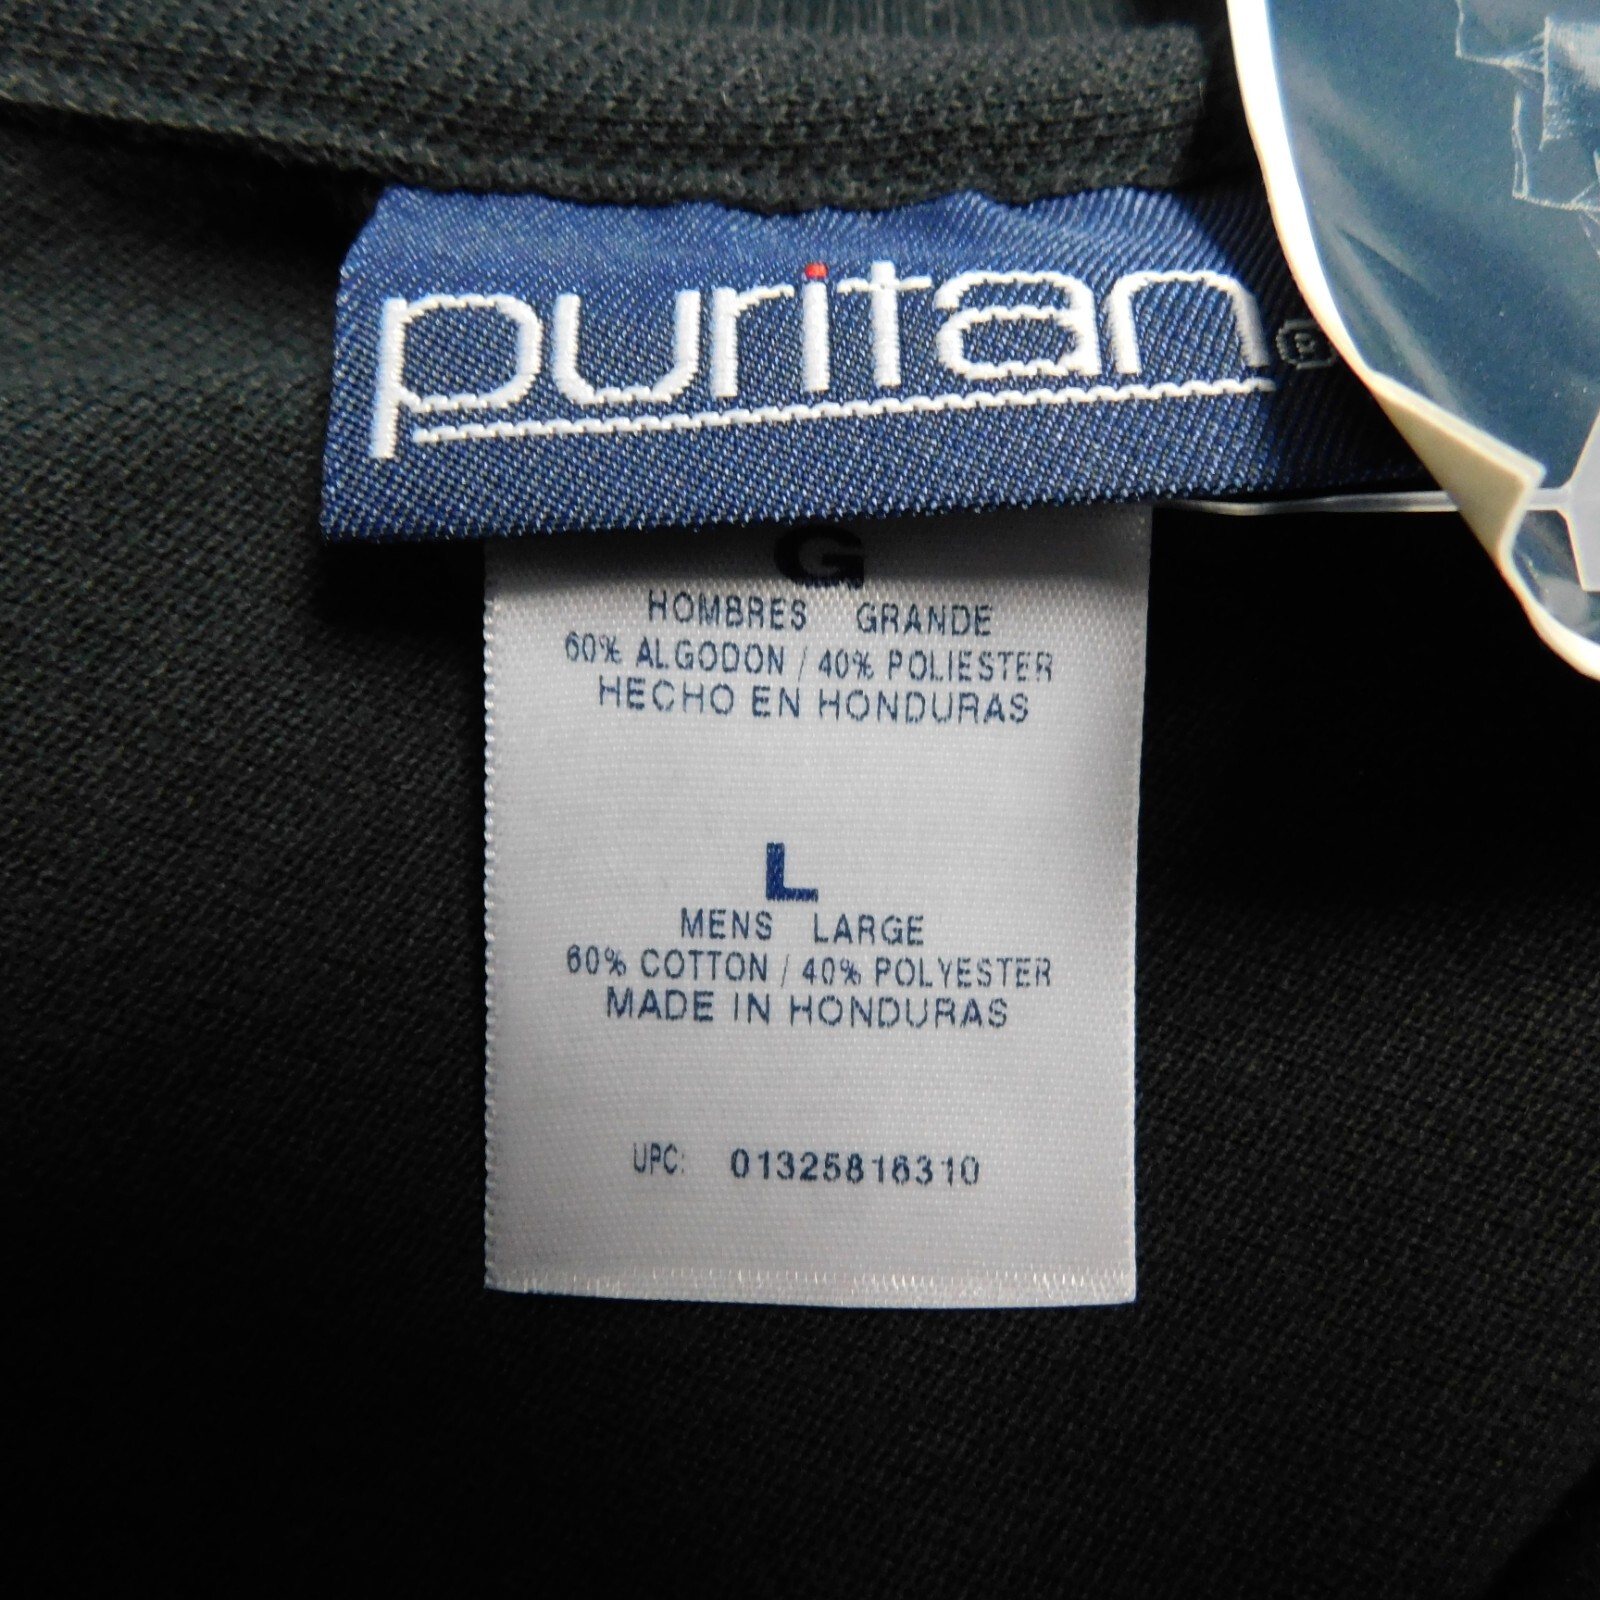 puritan®
G
HOMBRES GRANDE
60% ALGODON / 40% POLIESTER
HECHO EN HONDURAS
L
MENS LARGE
60% COTTON / 40% POLYESTER
MADE IN HONDURAS
UPC: 01325816310